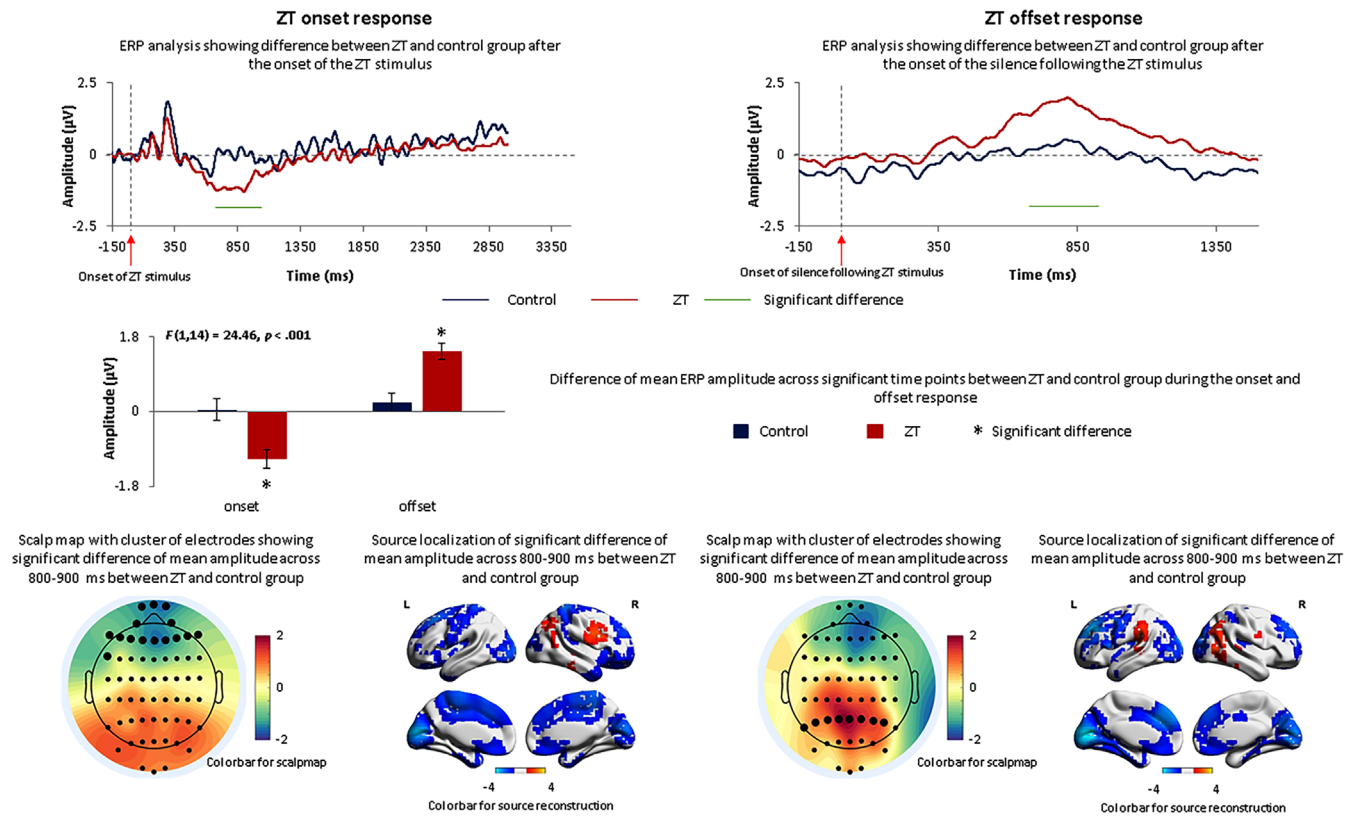 ZT onset response
ERP analysis showing difference between ZT and control group after
the onset of the ZT stimulus
2.5
0
-2.5
Amplitude (µV)
-150 350 850 1350 1850 2350 2850 3350
Onset of ZT stimulus
Time (ms)
ZT offset response
ERP analysis showing difference between ZT and control group after
the onset of the silence following the ZT stimulus
2.5
0
-2.5
Amplitude (µV)
-150 350 850 1350
Onset of silence following ZT stimulus
Time (ms)
Control ZT Significant difference
F(1,14) = 24.46, p < .001
1.8
0
-1.8
Amplitude (µV)
*
*
onset offset
Difference of mean ERP amplitude across significant time points between ZT and control group during the onset and
offset response
Control ZT * Significant difference
Scalp map with cluster of electrodes showing
significant difference of mean amplitude across
800-900 ms between ZT and control group
2
0
-2
Colorbar for scalpmap
Source localization of significant difference of
mean amplitude across 800-900 ms between ZT
and control group
L R
-4 4
Colorbar for source reconstruction
Scalp map with cluster of electrodes showing
significant difference of mean amplitude across
800-900 ms between ZT and control group
2
0
-2
Colorbar for scalpmap
Source localization of significant difference of
mean amplitude across 800-900 ms between ZT
and control group
L R
-4 4
Colorbar for source reconstruction